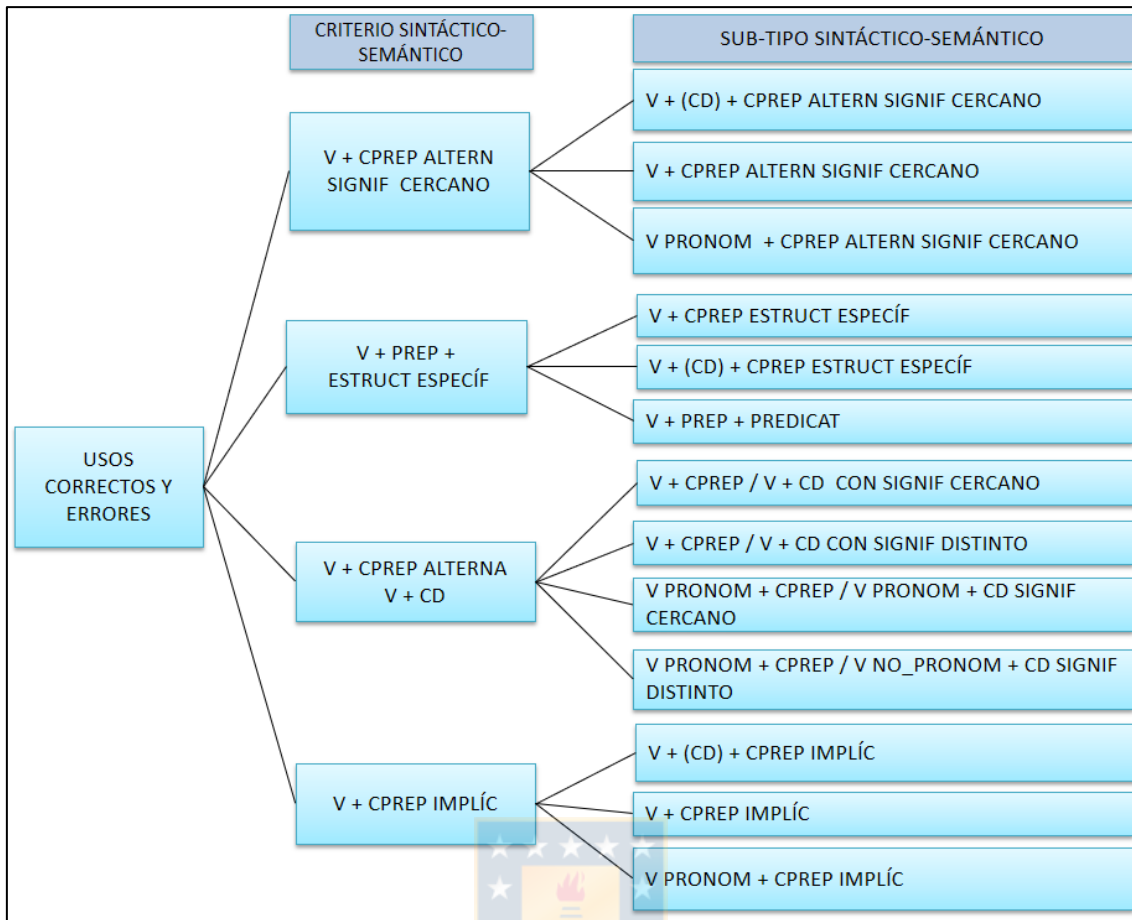 CRITERIO SINTÁCTICO-
SEMÁNTICO
SUB-TIPO SINTÁCTICO-SEMÁNTICO
USOS
CORRECTOS Y
ERRORES
V + CPREP ALTERN
SIGNIF CERCANO
V + (CD) + CPREP ALTERN SIGNIF CERCANO
V + CPREP ALTERN SIGNIF CERCANO
V PRONOM + CPREP ALTERN SIGNIF CERCANO
V + PREP +
ESTRUCT ESPECÍF
V + CPREP ESTRUCT ESPECÍF
V + (CD) + CPREP ESTRUCT ESPECÍF
V + PREP + PREDICAT
V + CPREP ALTERNA
V + CD
V + CPREP / V + CD CON SIGNIF CERCANO
V + CPREP / V + CD CON SIGNIF DISTINTO
V PRONOM + CPREP / V PRONOM + CD SIGNIF
CERCANO
V PRONOM + CPREP / V NO_PRONOM + CD SIGNIF
DISTINTO
V + CPREP IMPLÍC
V + (CD) + CPREP IMPLÍC
V + CPREP IMPLÍC
V PRONOM + CPREP IMPLÍC